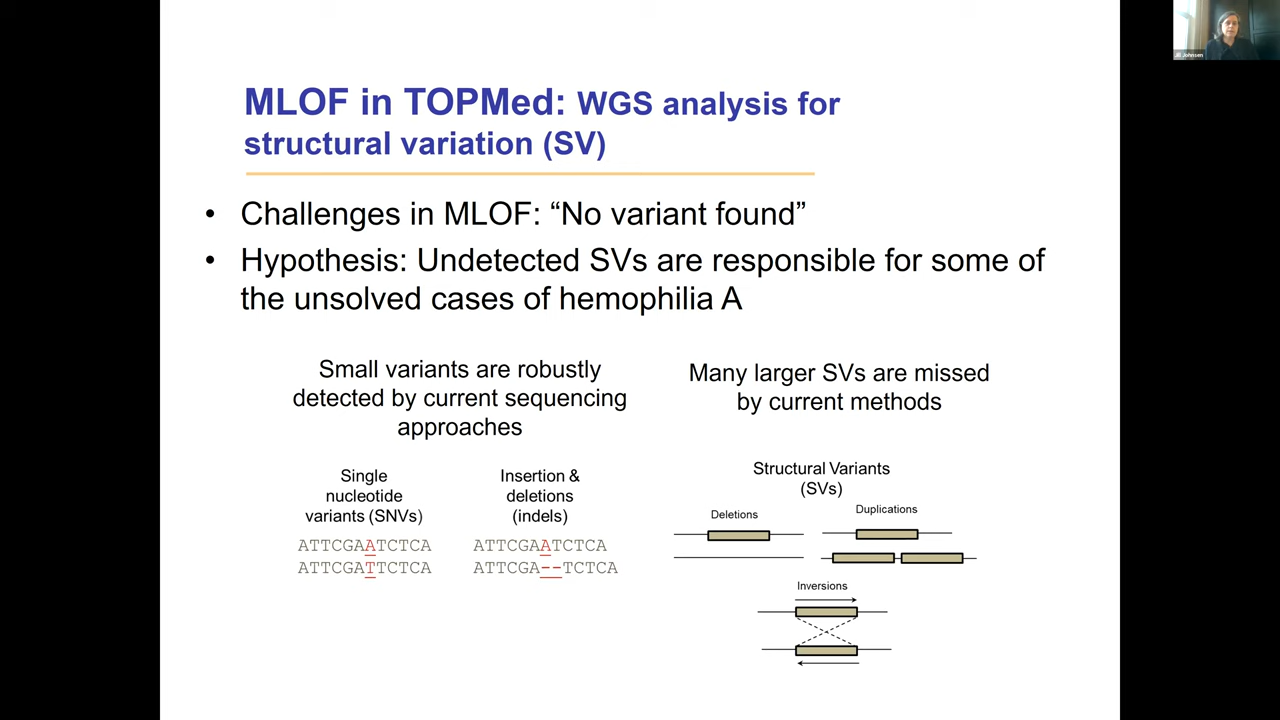 MLOF in TOPMed: WGS analysis for
structural variation (SV)
• Challenges in MLOF: “No variant found”
• Hypothesis: Undetected SVs are responsible for some of
the unsolved cases of hemophilia A
Small variants are robustly
detected by current sequencing
approaches
Single
nucleotide
variants (SNVs)
ATTCGAATCTCA
ATTCGATTCTCA
Insertion &
deletions
(indels)
ATTCGAATCTCA
ATTCGA--TCTCA
Many larger SVs are missed
by current methods
Structural Variants
(SVs)
Deletions
Duplications
Inversions
Jill Johnsen